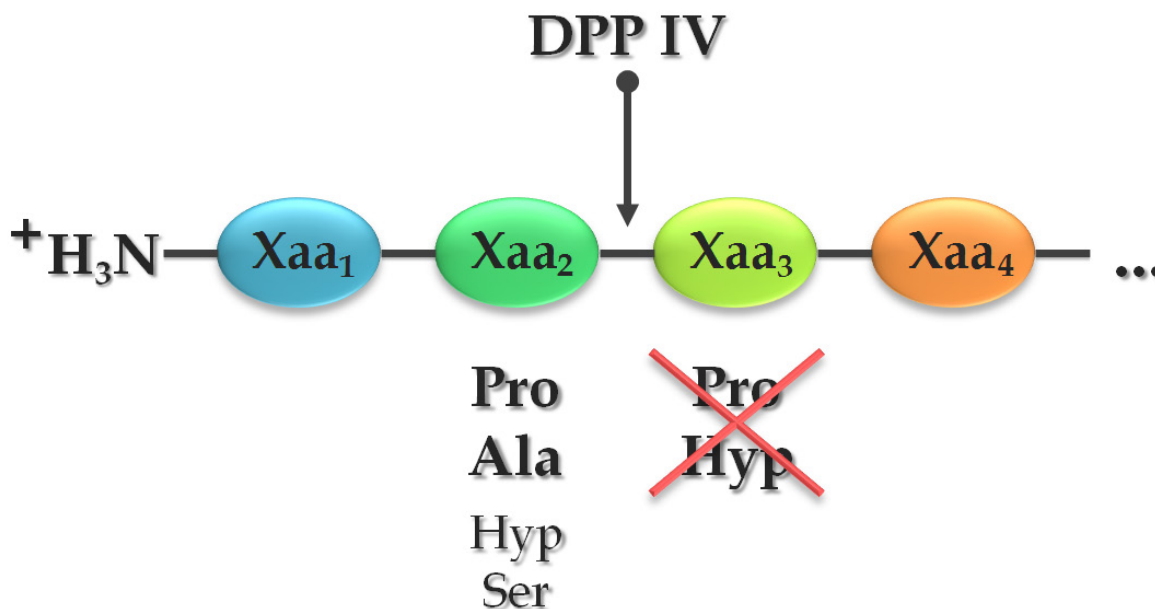 DPP IV
⁺H₃N Xaa₁ Xaa₂ Xaa₃ Xaa₄ ...
Pro Pro
Ala Hyp
Hyp
Ser